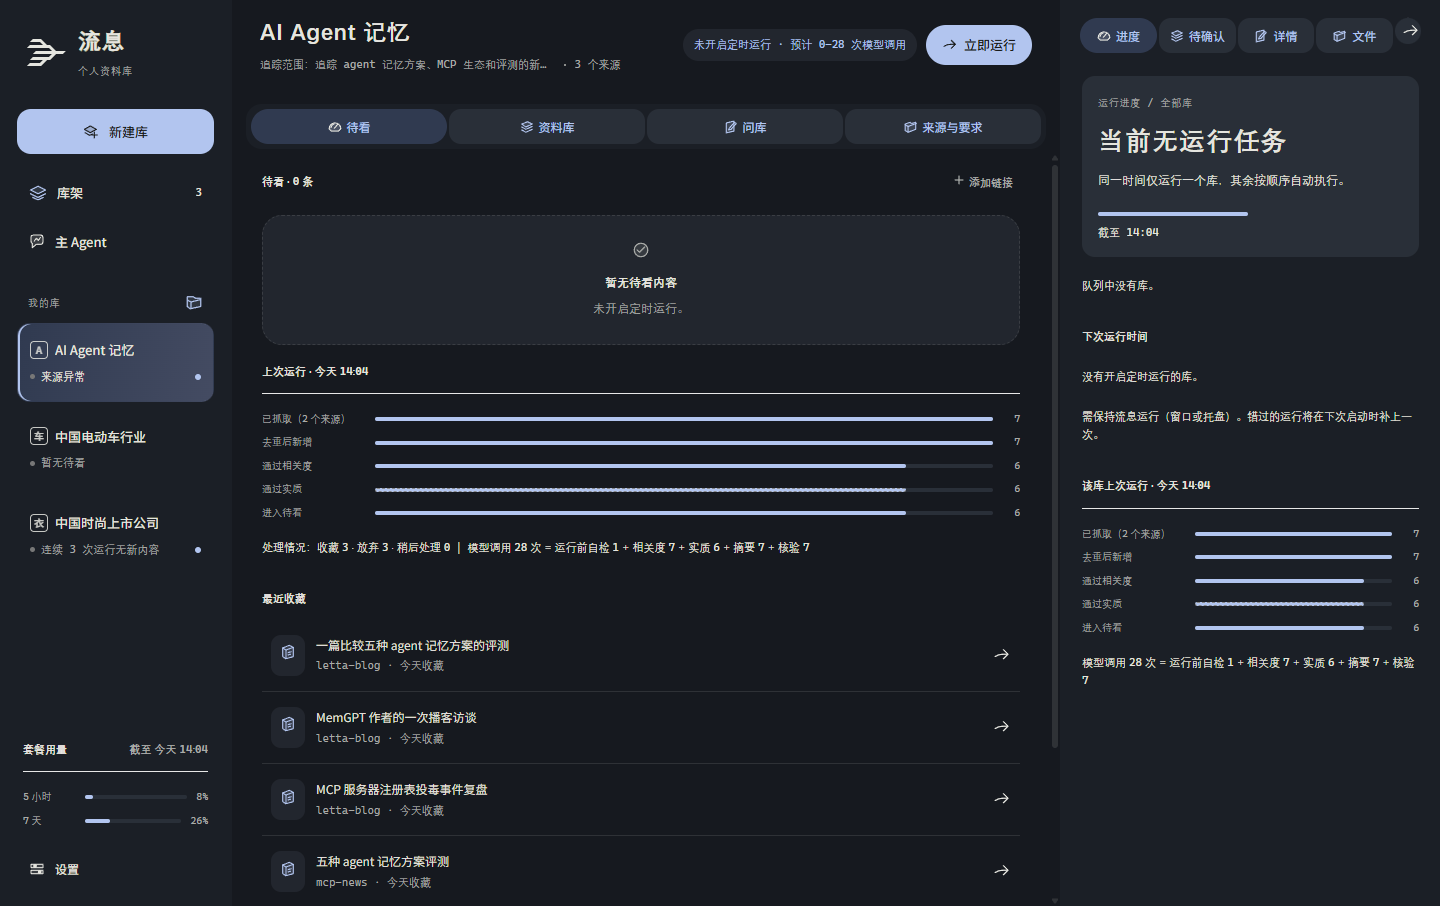 流息
个人资料库
新建库
库架 3
主 Agent
我的库
A AI Agent 记忆
来源异常
车 中国电动车行业
暂无待看
衣 中国时尚上市公司
连续 3 次运行无新内容
套餐用量 截至 今天 14:04
5 小时 8%
7 天 26%
设置
AI Agent 记忆
追踪范围：追踪 agent 记忆方案、MCP 生态和评测的新… · 3 个来源
未开启定时运行 · 预计 0–28 次模型调用
立即运行
待看
资料库
问库
来源与要求
待看 · 0 条
添加链接
暂无待看内容
未开启定时运行。
上次运行 · 今天 14:04
已抓取（2 个来源） 7
去重后新增 7
通过相关度 6
通过实质 6
进入待看 6
处理情况：收藏 3 · 放弃 3 · 稍后处理 0 | 模型调用 28 次 = 运行前自检 1 + 相关度 7 + 实质 6 + 摘要 7 + 核验 7
最近收藏
一篇比较五种 agent 记忆方案的评测
letta-blog · 今天收藏
MemGPT 作者的一次播客访谈
letta-blog · 今天收藏
MCP 服务器注册表投毒事件复盘
letta-blog · 今天收藏
五种 agent 记忆方案评测
mcp-news · 今天收藏
进度
待确认
详情
文件
运行进度 / 全部库
当前无运行任务
同一时间仅运行一个库，其余按顺序自动执行。
截至 14:04
队列中没有库。
下次运行时间
没有开启定时运行的库。
需保持流息运行（窗口或托盘）。错过的运行将在下次启动时补上一
次。
该库上次运行 · 今天 14:04
已抓取（2 个来源） 7
去重后新增 7
通过相关度 6
通过实质 6
进入待看 6
模型调用 28 次 = 运行前自检 1 + 相关度 7 + 实质 6 + 摘要 7 + 核验
7